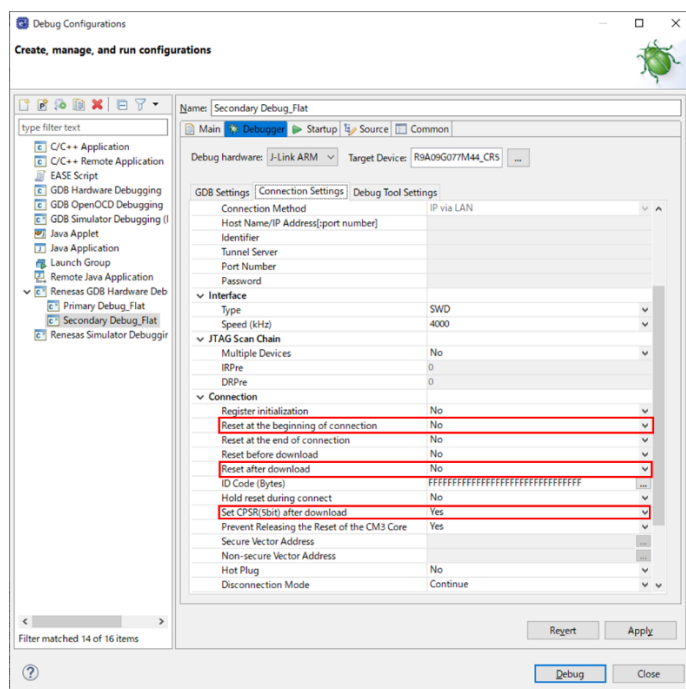 Debug Configurations
Create, manage, and run configurations
Name: Secondary Debug_Flat
type filter text
C/C++ Application
C/C++ Remote Application
EASE Script
GDB Hardware Debugging
GDB OpenOCD Debugging
GDB Simulator Debugging (I
Java Applet
Java Application
Launch Group
Remote Java Application
Renesas GDB Hardware Deb
Primary Debug_Flat
Secondary Debug_Flat
Renesas Simulator Debuggir
Filter matched 14 of 16 items
Main Debugger Startup Source Common
Debug hardware: J-Link ARM Target Device: R9A09G077M44_CR5 ...
GDB Settings Connection Settings Debug Tool Settings
Connection Method IP via LAN
Host Name/IP Address[:port number]
Identifier
Tunnel Server
Port Number
Password
Interface
Type SWD
Speed (kHz) 4000
JTAG Scan Chain
Multiple Devices No
IRPre 0
DRPre 0
Connection
Register initialization No
Reset at the beginning of connection No
Reset at the end of connection No
Reset before download No
Reset after download No
ID Code (Bytes) FFFFFFFFFFFFFFFFFFFFFFFFFFFFFFFF ...
Hold reset during connect No
Set CPSR(5bit) after download Yes
Prevent Releasing the Reset of the CM3 Core Yes
Secure Vector Address ...
Non-secure Vector Address ...
Hot Plug No
Disconnection Mode Continue
Revert Apply
Debug Close